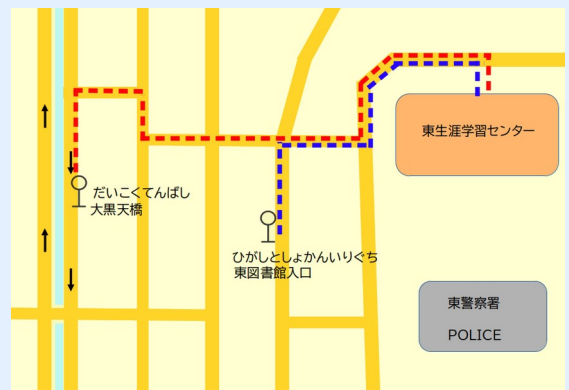 東生涯学習センター
だいこくてんばし
大黒天橋
ひがしとしょかんいりぐち
東図書館入口
東警察署
POLICE